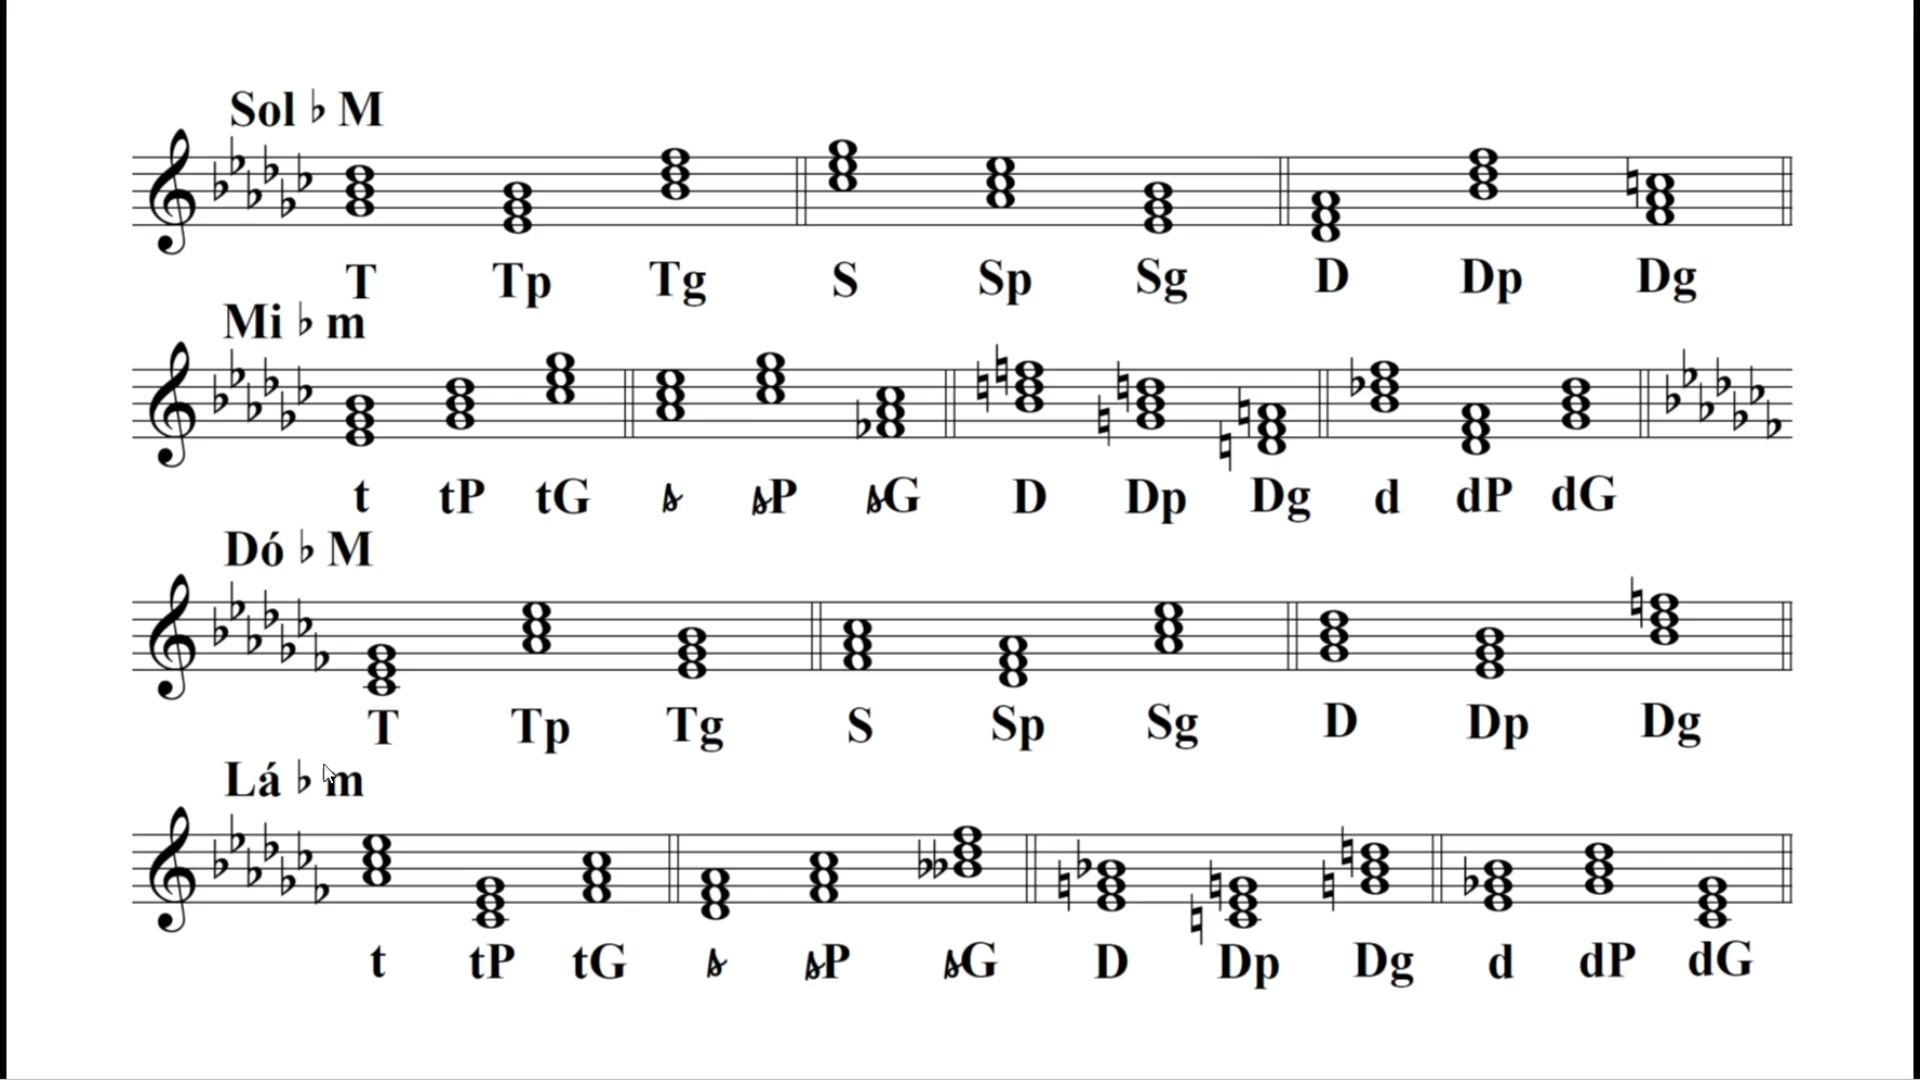 Sol ♭ M
T Tp Tg S Sp Sg D Dp Dg
Mi ♭ m
t tP tG s sP sG D Dp Dg d dP dG
Dó ♭ M
T Tp Tg S Sp Sg D Dp Dg
Lá ♭ m
t tP tG s sP sG D Dp Dg d dP dG